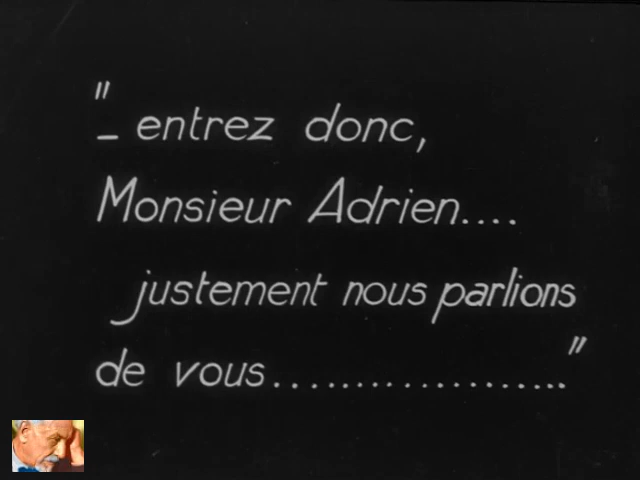 "_ entrez donc,
Monsieur Adrien....
justement nous parlions
de vous..................."